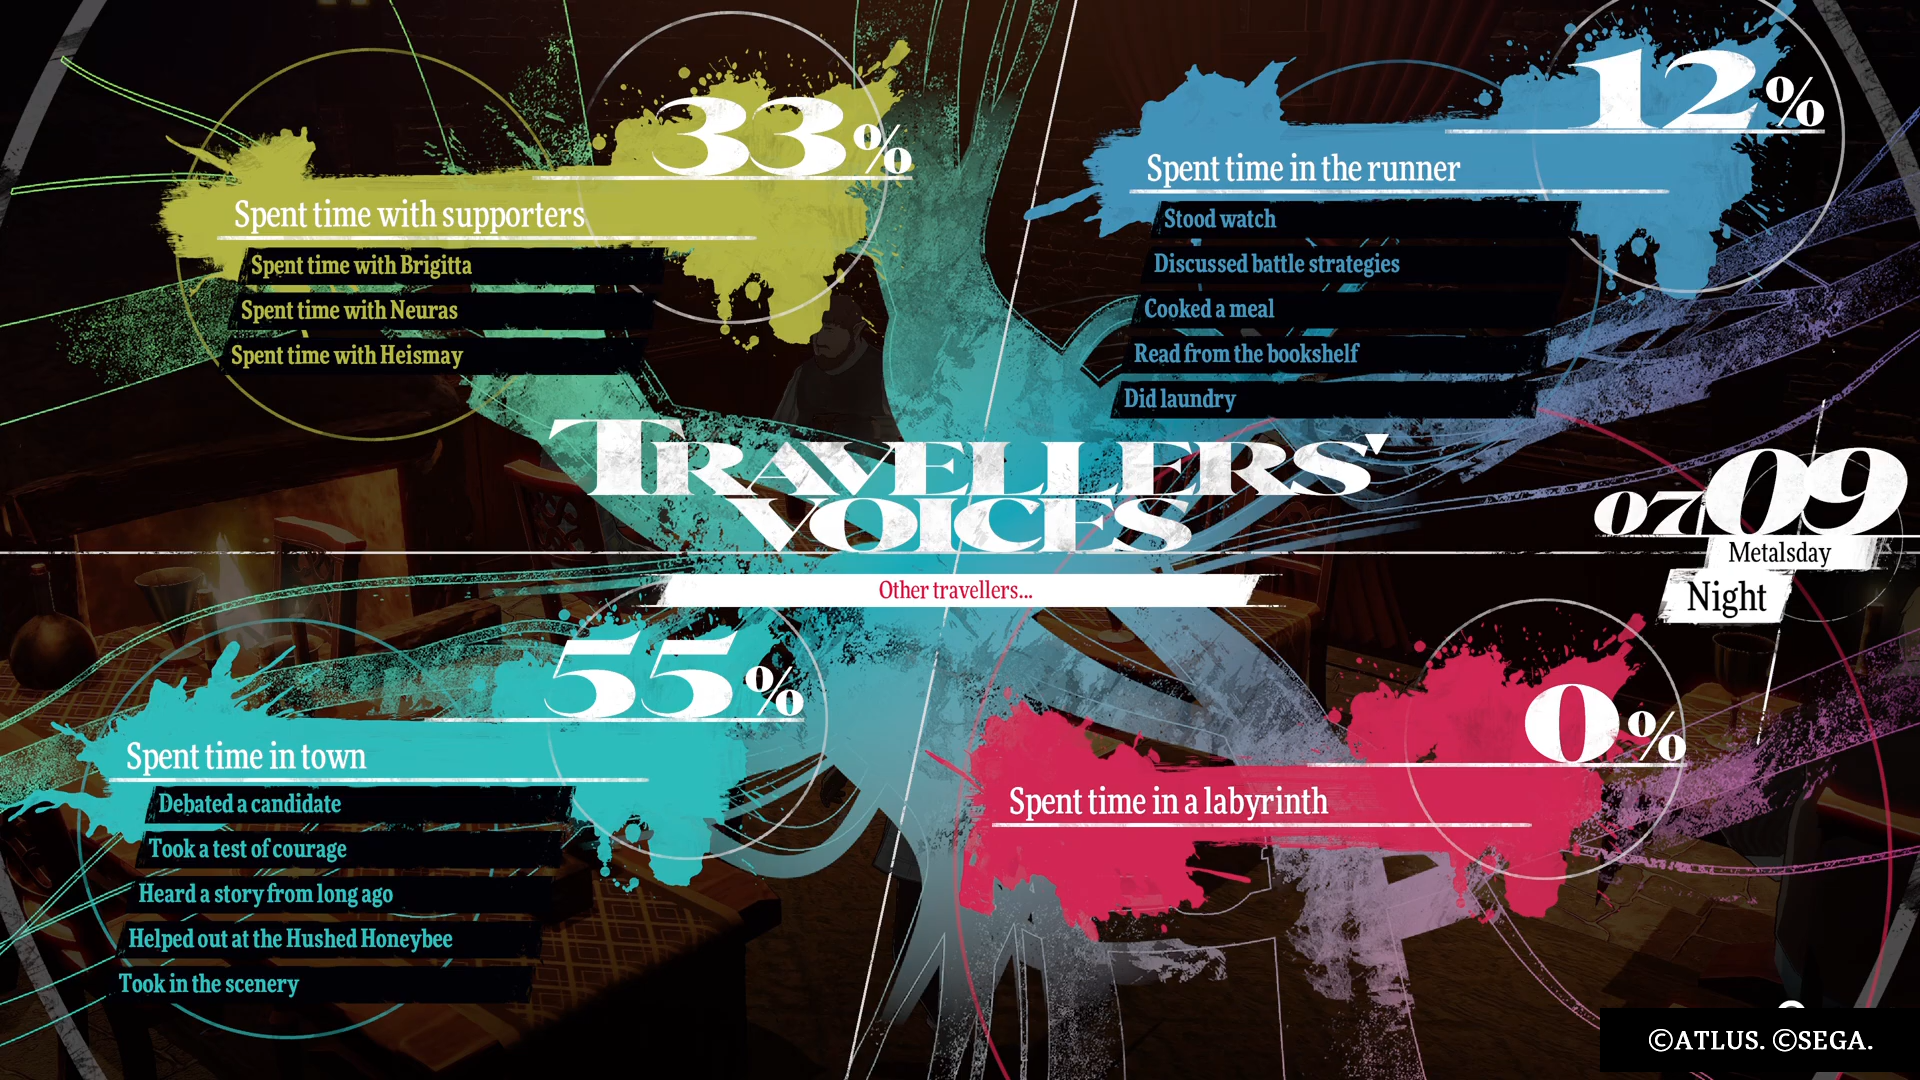 33%
Spent time with supporters
Spent time with Brigitta
Spent time with Neuras
Spent time with Heismay
12%
Spent time in the runner
Stood watch
Discussed battle strategies
Cooked a meal
Read from the bookshelf
Did laundry
TRAVELLERS'
VOICES
Other travellers...
07/09
Metalsday
Night
55%
Spent time in town
Debated a candidate
Took a test of courage
Heard a story from long ago
Helped out at the Hushed Honeybee
Took in the scenery
0%
Spent time in a labyrinth
©ATLUS. ©SEGA.